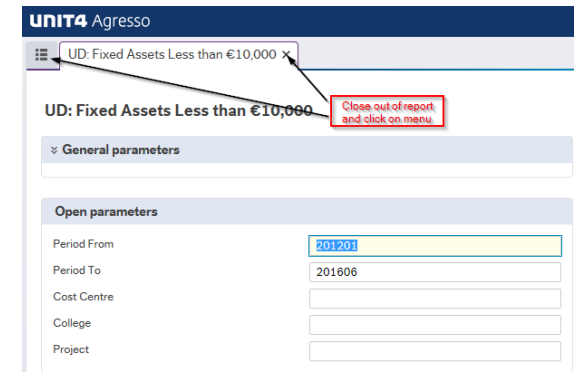 UNIT4 Agresso
UD: Fixed Assets Less than €10,000 ×
UD: Fixed Assets Less than €10,000
Close out of report
and click on menu
General parameters
Open parameters
Period From 201201
Period To 201606
Cost Centre
College
Project